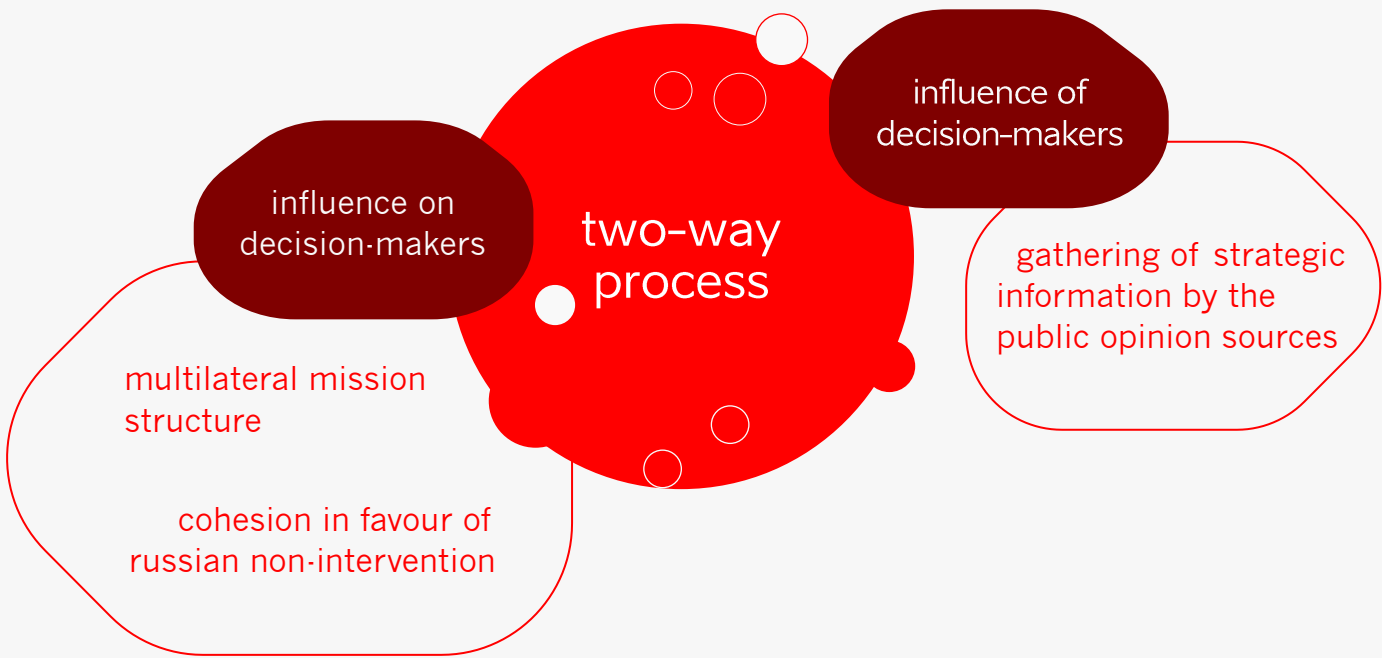 influence on
decision-makers
multilateral mission
structure
cohesion in favour of
russian non-intervention
two-way
process
influence of
decision-makers
gathering of strategic
information by the
public opinion sources